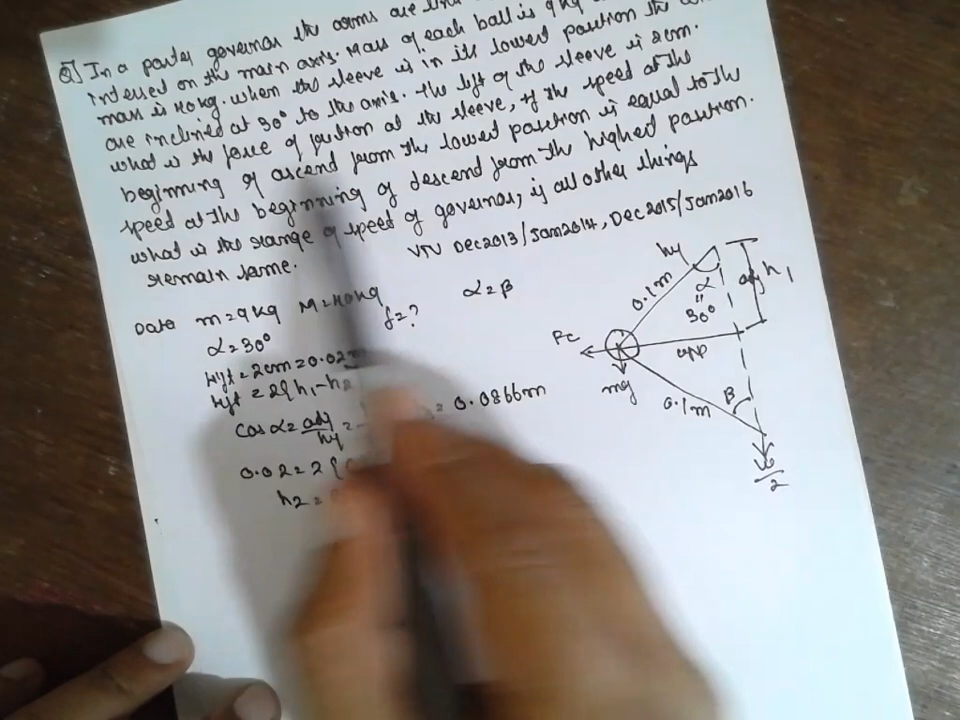 Q] In a porter governor the arms are
intersed on the main axis. Mass of each ball is 9 kg
mass is 40kg. when the sleeve is in its lowest position the
are inclined at 30° to the axis. the lift of the sleeve is 2cm.
what is the force of friction at the sleeve, if the speed at the
beginning of ascend from the lowest position is equal to the
speed at the beginning of descend from the highest position.
what is the range of speed of governor, if all other things
remain same.
VTU Dec2013/Jan2014, Dec2015/Jan2016
Data m=9kg M=40kg α=β
α=30° f=?
lift = 2cm=0.02m
lift = 2{h1-h2
cos α = adj/hy = = 0.0866m
0.02=2{
h2=
hy
0.1m
α
"
30°
adj
h1
Fc
opp
mg
0.1m
β
2